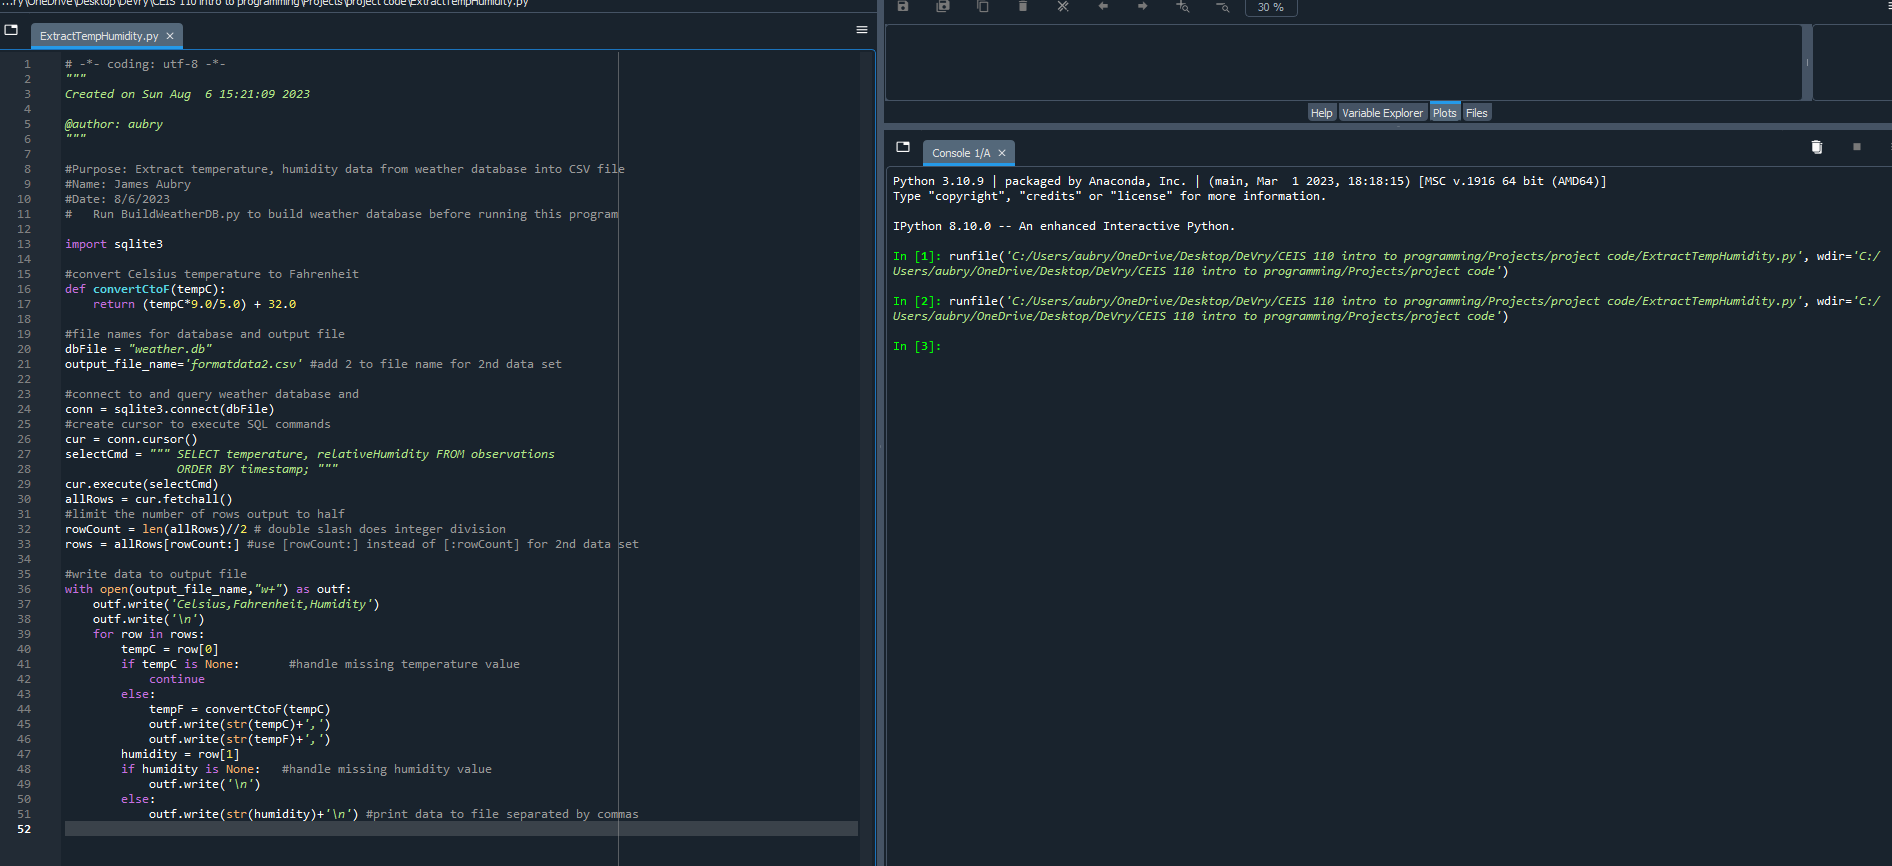 ...ry\OneDrive\Desktop\DeVry\CEIS 110 intro to programming\Projects\project code\ExtractTempHumidity.py
ExtractTempHumidity.py ×
1 # -*- coding: utf-8 -*-
2 """
3 Created on Sun Aug  6 15:21:09 2023
4
5 @author: aubry
6 """
7
8 #Purpose: Extract temperature, humidity data from weather database into CSV file
9 #Name: James Aubry
10 #Date: 8/6/2023
11 #   Run BuildWeatherDB.py to build weather database before running this program
12
13 import sqlite3
14
15 #convert Celsius temperature to Fahrenheit
16 def convertCtoF(tempC):
17     return (tempC*9.0/5.0) + 32.0
18
19 #file names for database and output file
20 dbFile = "weather.db"
21 output_file_name='formatdata2.csv' #add 2 to file name for 2nd data set
22
23 #connect to and query weather database and
24 conn = sqlite3.connect(dbFile)
25 #create cursor to execute SQL commands
26 cur = conn.cursor()
27 selectCmd = """ SELECT temperature, relativeHumidity FROM observations
28                 ORDER BY timestamp; """
29 cur.execute(selectCmd)
30 allRows = cur.fetchall()
31 #limit the number of rows output to half
32 rowCount = len(allRows)//2 # double slash does integer division
33 rows = allRows[rowCount:] #use [rowCount:] instead of [:rowCount] for 2nd data set
34
35 #write data to output file
36 with open(output_file_name,"w+") as outf:
37     outf.write('Celsius,Fahrenheit,Humidity')
38     outf.write('\n')
39     for row in rows:
40         tempC = row[0]
41         if tempC is None:       #handle missing temperature value
42             continue
43         else:
44             tempF = convertCtoF(tempC)
45             outf.write(str(tempC)+',')
46             outf.write(str(tempF)+',')
47         humidity = row[1]
48         if humidity is None:   #handle missing humidity value
49             outf.write('\n')
50         else:
51             outf.write(str(humidity)+'\n') #print data to file separated by commas
52
30 %
Help Variable Explorer Plots Files
Console 1/A ×
Python 3.10.9 | packaged by Anaconda, Inc. | (main, Mar  1 2023, 18:18:15) [MSC v.1916 64 bit (AMD64)]
Type "copyright", "credits" or "license" for more information.
IPython 8.10.0 -- An enhanced Interactive Python.
In [1]: runfile('C:/Users/aubry/OneDrive/Desktop/DeVry/CEIS 110 intro to programming/Projects/project code/ExtractTempHumidity.py', wdir='C:/
Users/aubry/OneDrive/Desktop/DeVry/CEIS 110 intro to programming/Projects/project code')
In [2]: runfile('C:/Users/aubry/OneDrive/Desktop/DeVry/CEIS 110 intro to programming/Projects/project code/ExtractTempHumidity.py', wdir='C:/
Users/aubry/OneDrive/Desktop/DeVry/CEIS 110 intro to programming/Projects/project code')
In [3]: